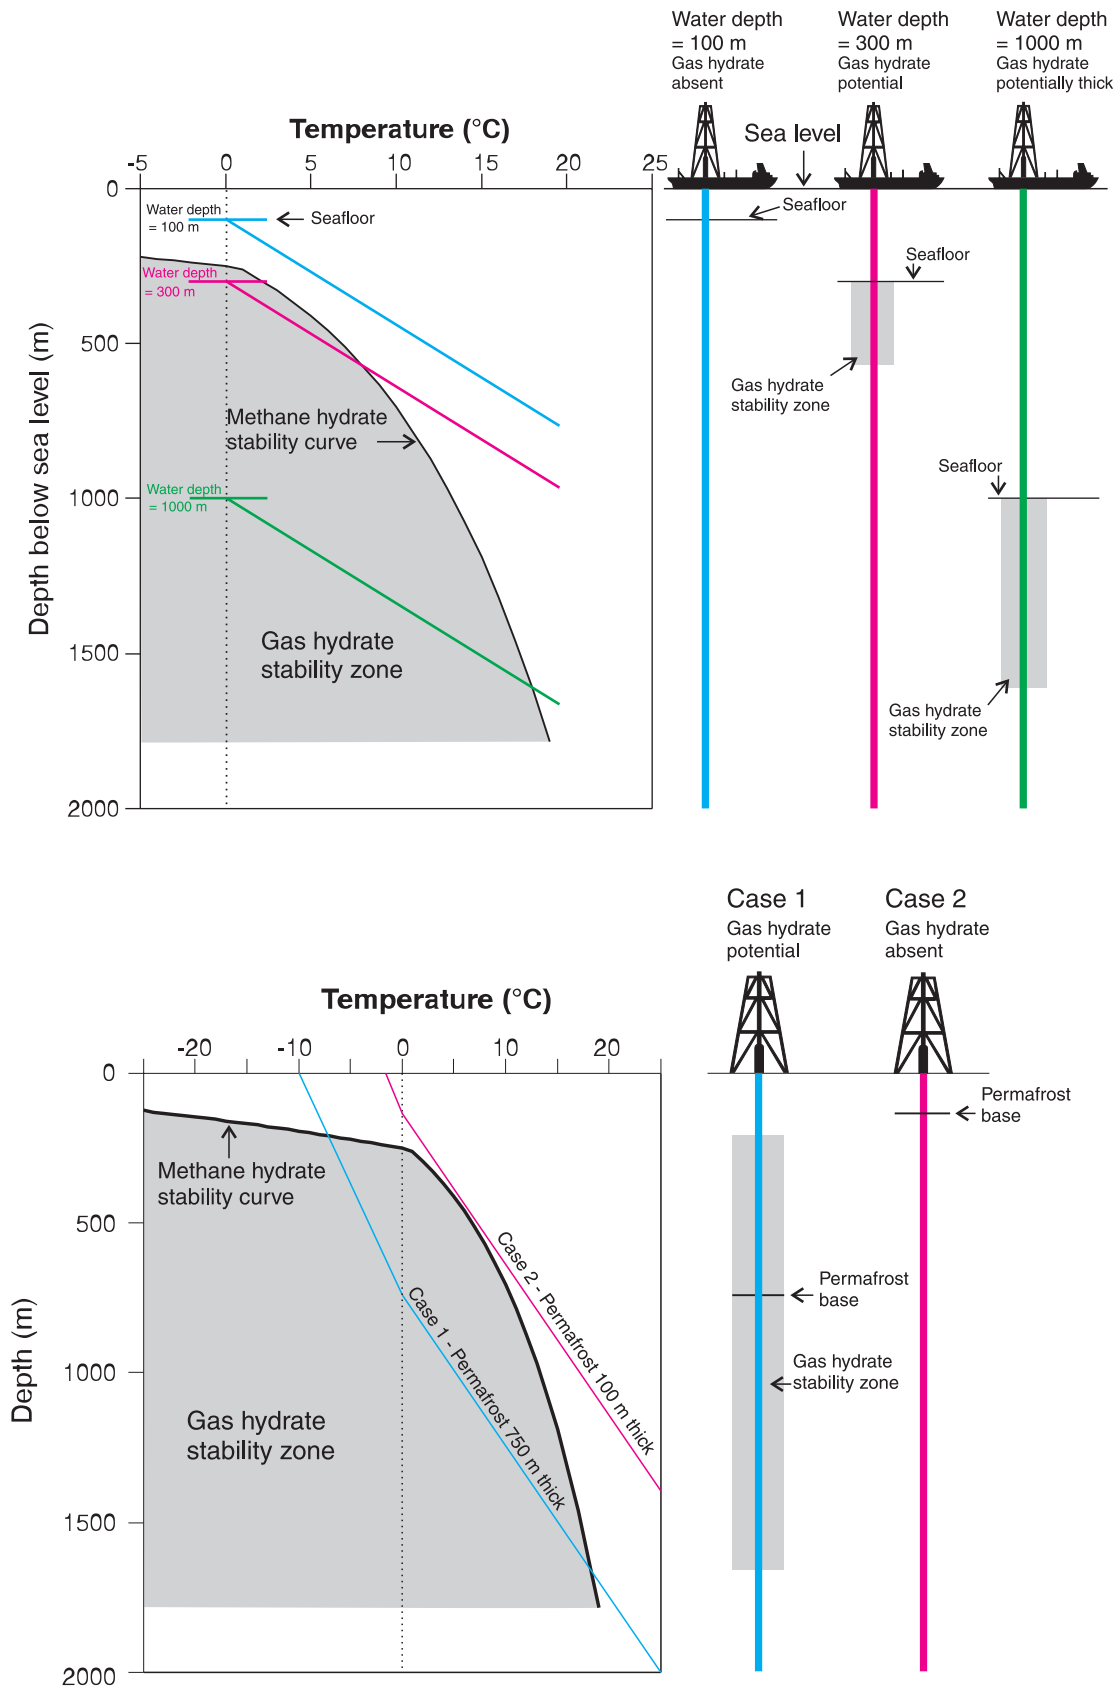 Water depth
= 100 m
Gas hydrate
absent
Water depth
= 300 m
Gas hydrate
potential
Water depth
= 1000 m
Gas hydrate
potentially thick
Temperature (°C)
-5
0
5
10
15
20
25
Sea level
0
500
1000
1500
2000
Depth below sea level (m)
Water depth
= 100 m
Seafloor
Water depth
= 300 m
Methane hydrate
stability curve
Water depth
= 1000 m
Gas hydrate
stability zone
Seafloor
Seafloor
Gas hydrate
stability zone
Seafloor
Gas hydrate
stability zone
Case 1
Gas hydrate
potential
Case 2
Gas hydrate
absent
Temperature (°C)
-20
-10
0
10
20
0
500
1000
1500
2000
Depth (m)
Methane hydrate
stability curve
Case 2 - Permafrost 100 m thick
Case 1 - Permafrost 750 m thick
Gas hydrate
stability zone
Permafrost
base
Permafrost
base
Gas hydrate
stability zone